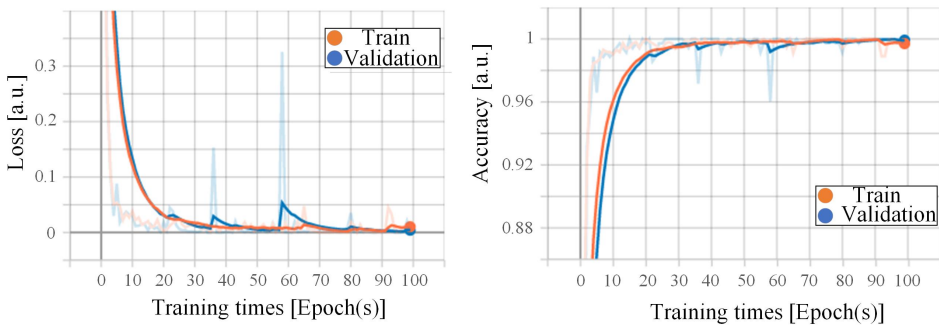 Loss [a.u.]
0.3
0.2
0.1
0
0 10 20 30 40 50 60 70 80 90 100
Training times [Epoch(s)]
Train
Validation
Accuracy [a.u.]
1
0.96
0.92
0.88
0 10 20 30 40 50 60 70 80 90 100
Training times [Epoch(s)]
Train
Validation